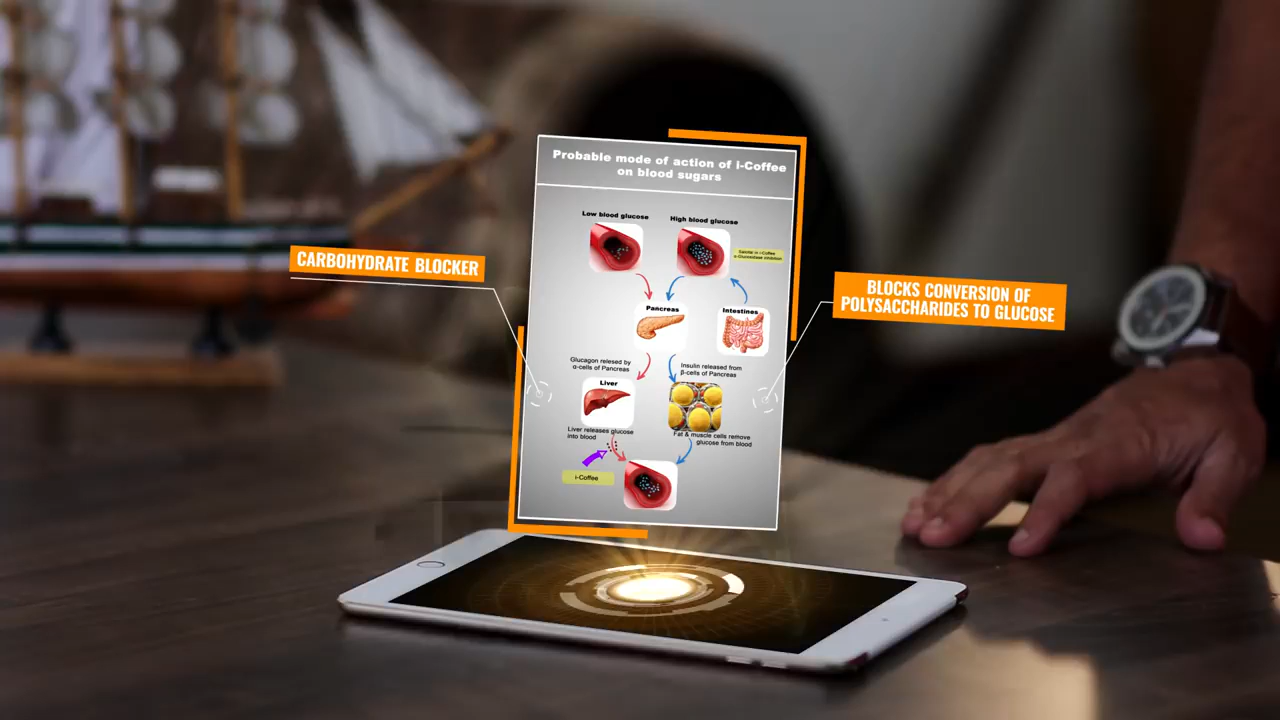 Probable mode of action of I-Coffee
on blood sugars
Low blood glucose
High blood glucose
α-Glucosidase inhibition
CARBOHYDRATE BLOCKER
BLOCKS CONVERSION OF
POLYSACCHARIDES TO GLUCOSE
Pancreas
Intestines
Glucagon relesed by
α-cells of Pancreas
Insulin released from
β-cells of Pancreas
Liver
Liver releases glucose
into blood
Fat & muscle cells remove
glucose from blood
i-Coffee